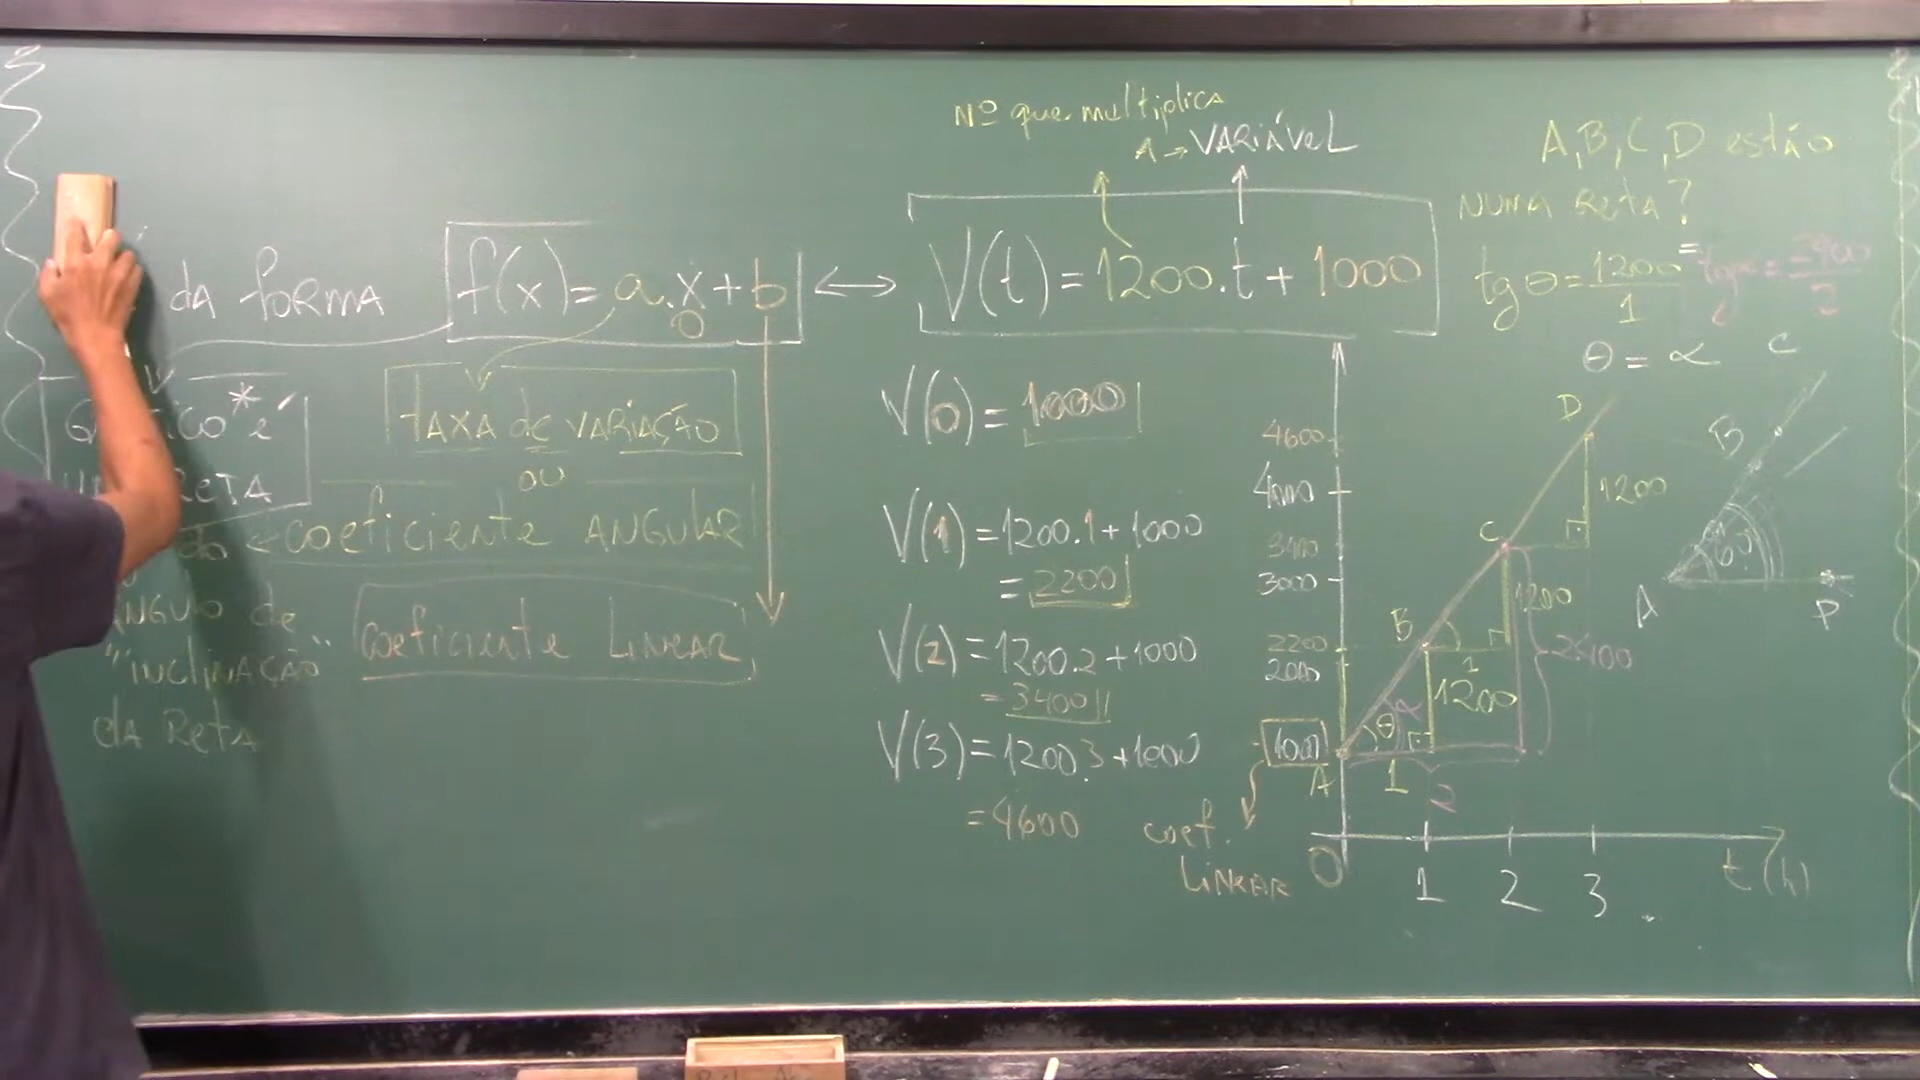 da forma f(x) = a.x + b ⟷ V(t) = 1200.t + 1000
0
* é
Reta
Taxa de Variação
ou
coeficiente Angular
ângulo de
"inclinação"
da Reta
coeficiente Linear
Nº que multiplica
a → VARIÁVEL
V(0) = 1000
V(1) = 1200.1 + 1000
= 2200
V(2) = 1200.2 + 1000
= 3400
V(3) = 1200.3 + 1000
= 4600
A, B, C, D estão
numa Reta?
tg θ = 1200/1 =
θ = α
4600
4000
3400
3000
2200
2000
1000
coef.
Linear
D
1200
C
1200
B
1
2400
1200
θ α
A
1
2
0 1 2 3 ..
t (h)
C
B
60°
A
P